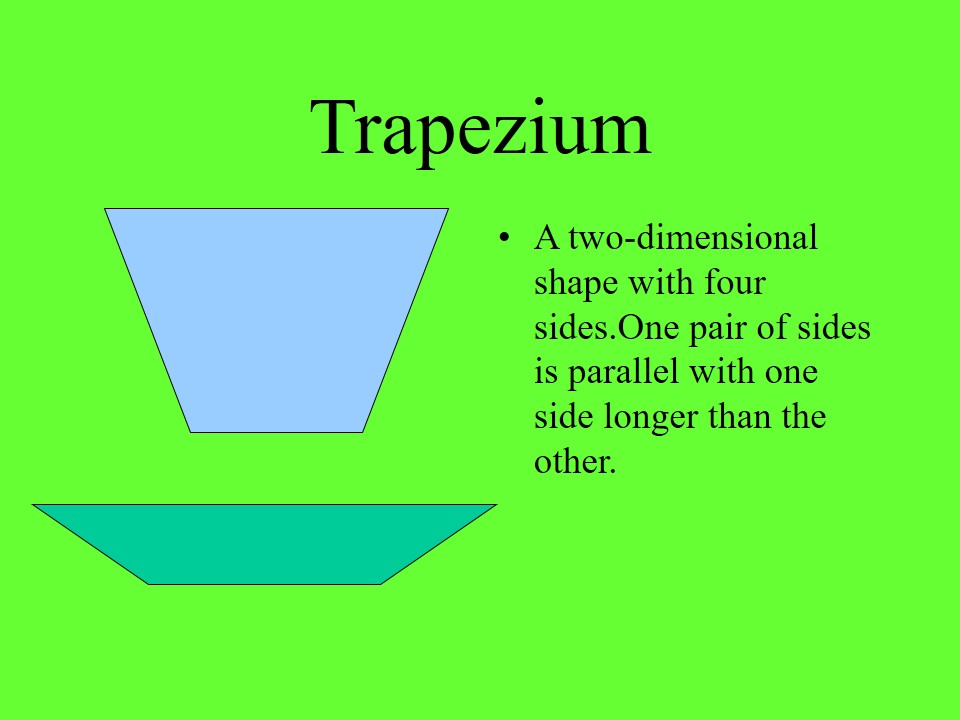 Trapezium
• A two-dimensional
shape with four
sides.One pair of sides
is parallel with one
side longer than the
other.